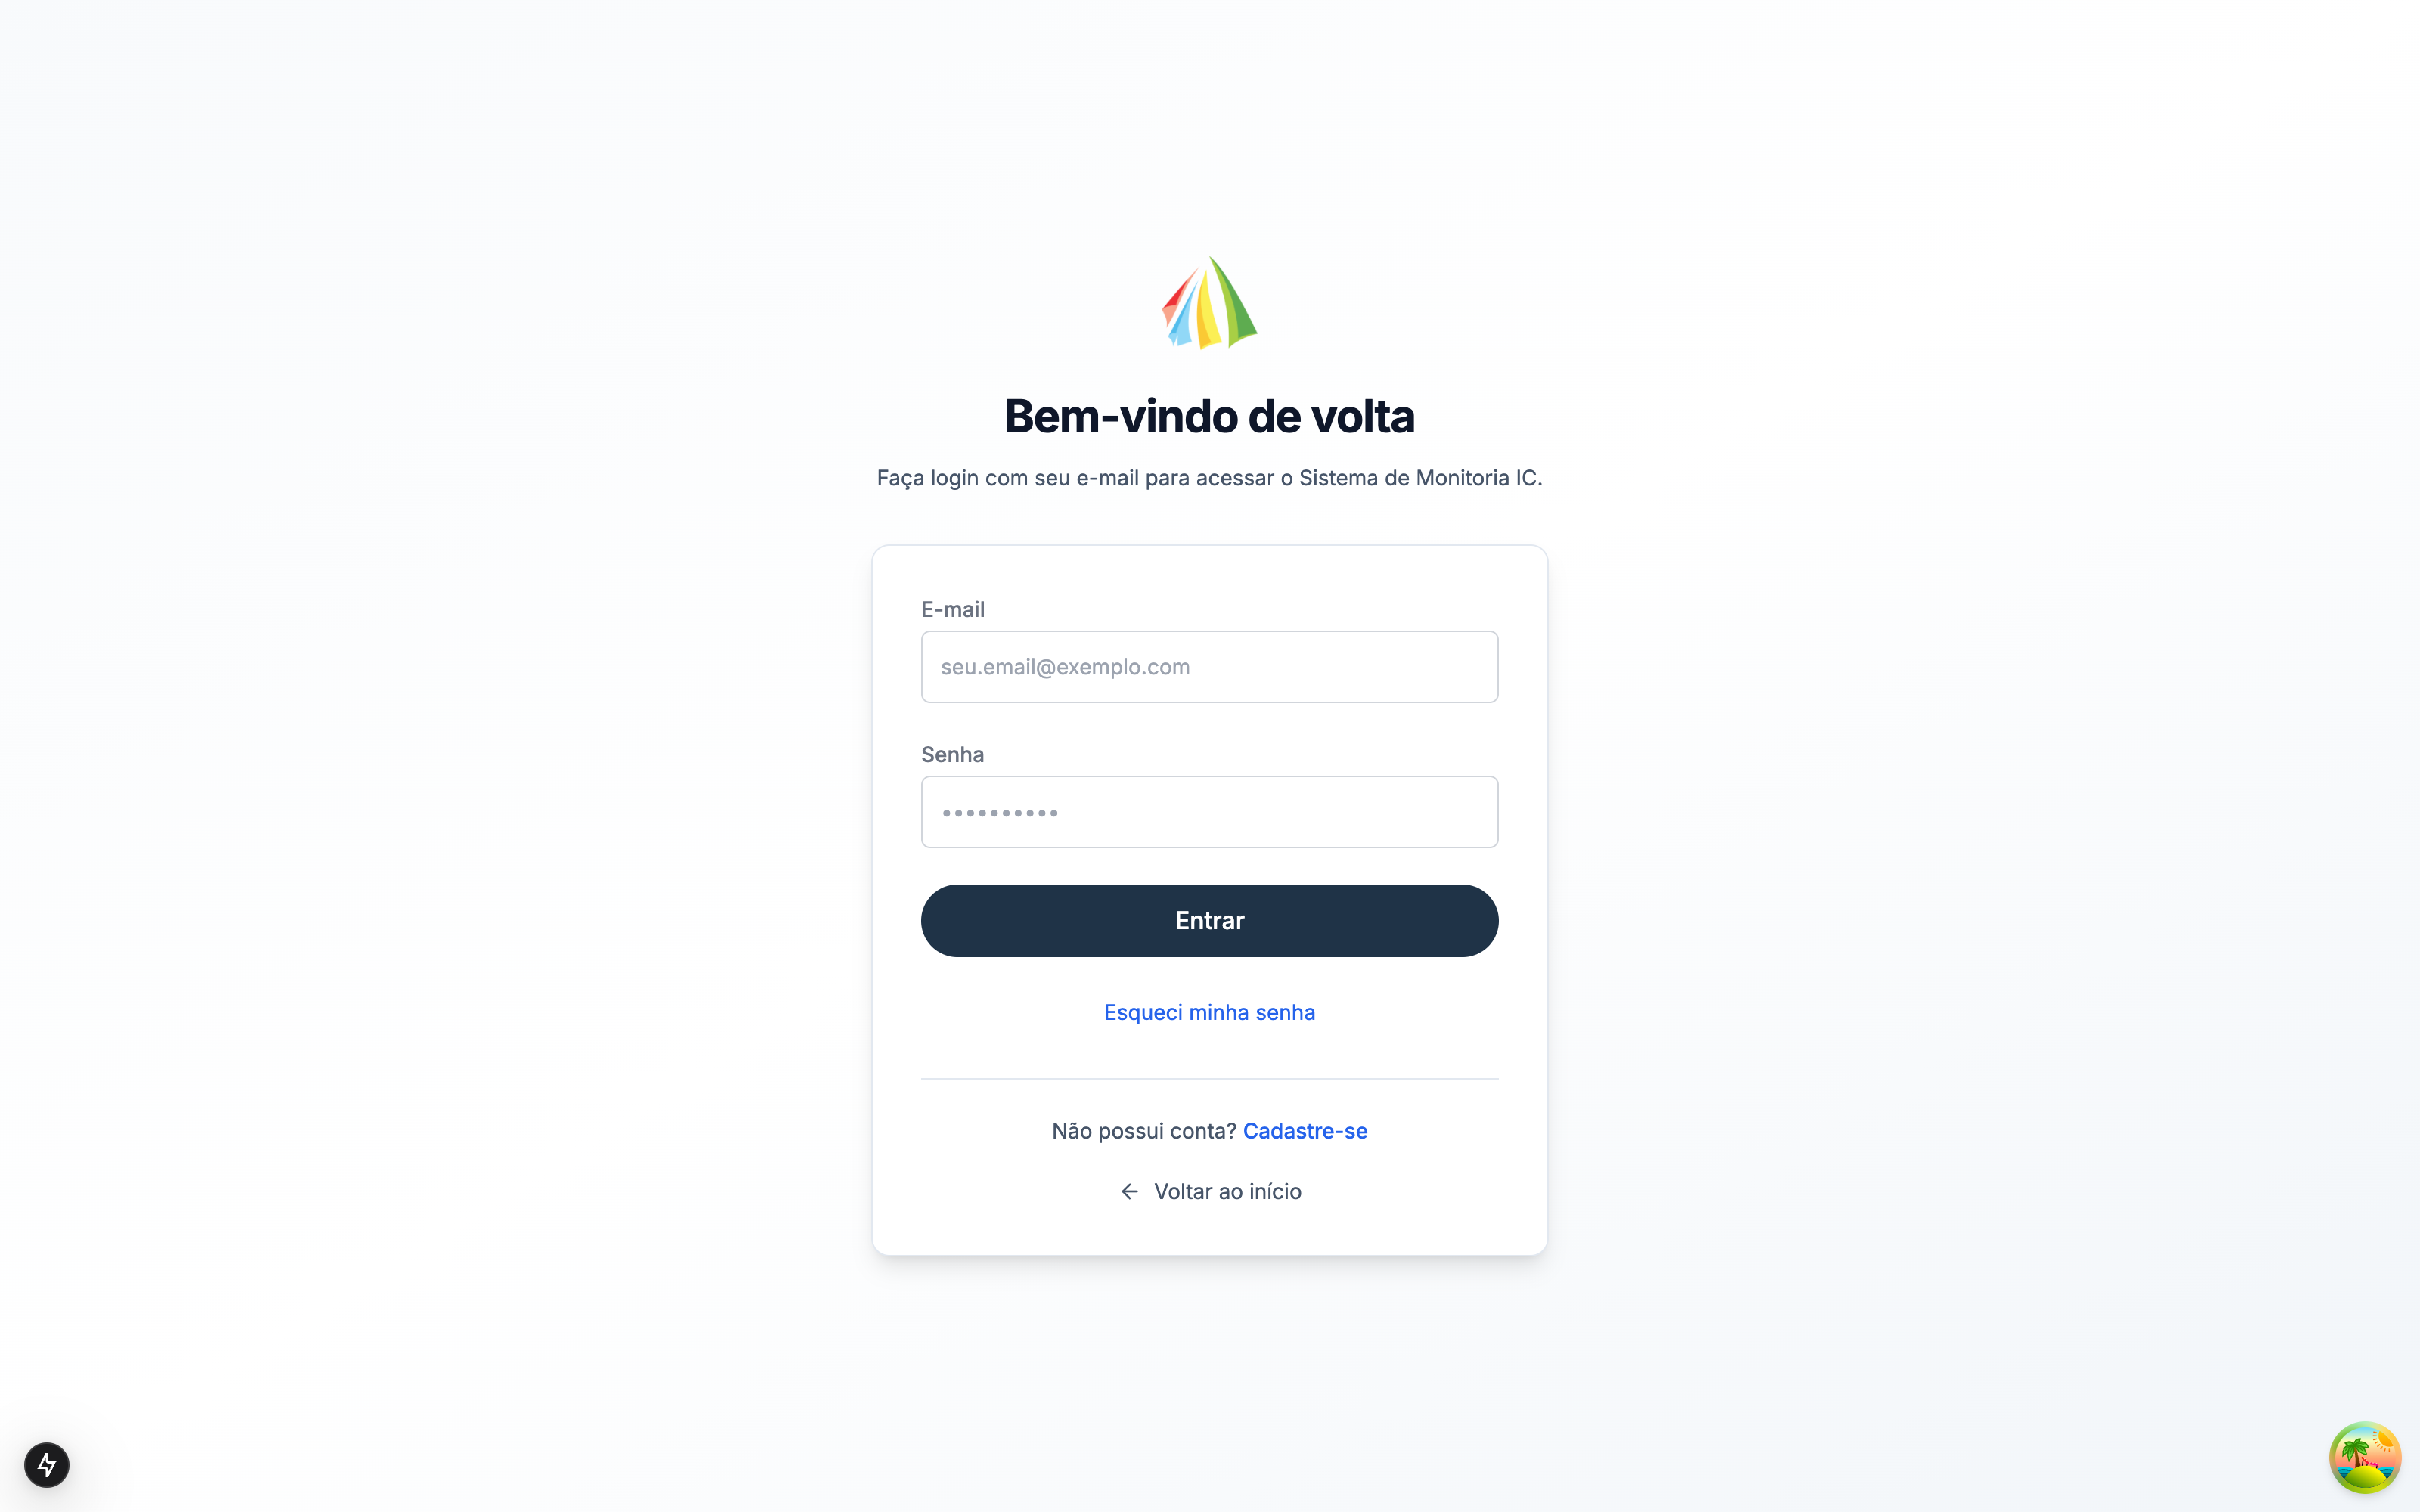 Bem-vindo de volta
Faça login com seu e-mail para acessar o Sistema de Monitoria IC.
E-mail
seu.email@exemplo.com
Senha
••••••••••
Entrar
Esqueci minha senha
Não possui conta? Cadastre-se
← Voltar ao início